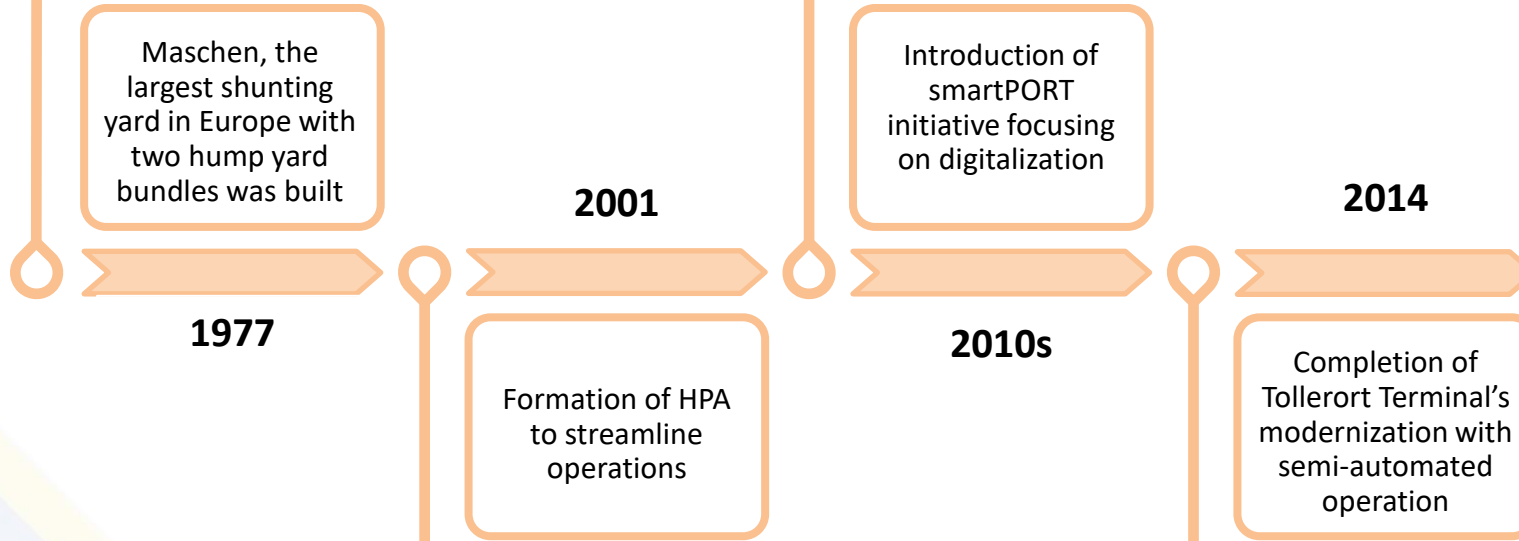 Maschen, the
largest shunting
yard in Europe with
two hump yard
bundles was built
1977
2001
Formation of HPA
to streamline
operations
Introduction of
smartPORT
initiative focusing
on digitalization
2010s
2014
Completion of
Tollerort Terminal’s
modernization with
semi-automated
operation